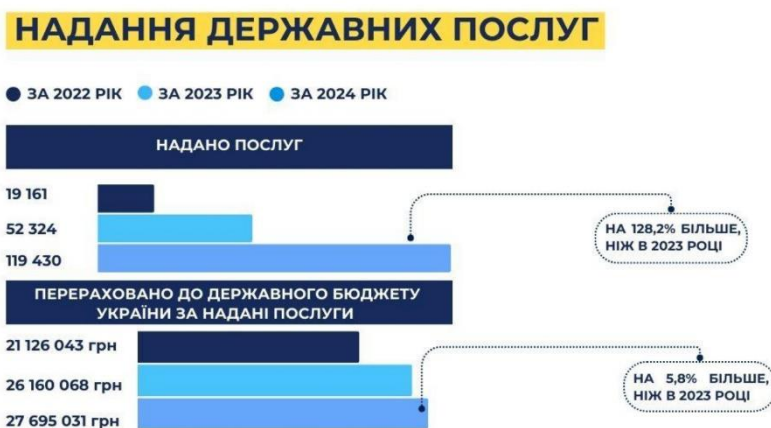 НАДАННЯ ДЕРЖАВНИХ ПОСЛУГ
ЗА 2022 РІК ЗА 2023 РІК ЗА 2024 РІК
НАДАНО ПОСЛУГ
19 161
52 324
119 430
НА 128,2% БІЛЬШЕ,
НІЖ В 2023 РОЦІ
ПЕРЕРАХОВАНО ДО ДЕРЖАВНОГО БЮДЖЕТУ
УКРАЇНИ ЗА НАДАНІ ПОСЛУГИ
21 126 043 грн
26 160 068 грн
27 695 031 грн
НА 5,8% БІЛЬШЕ,
НІЖ В 2023 РОЦІ